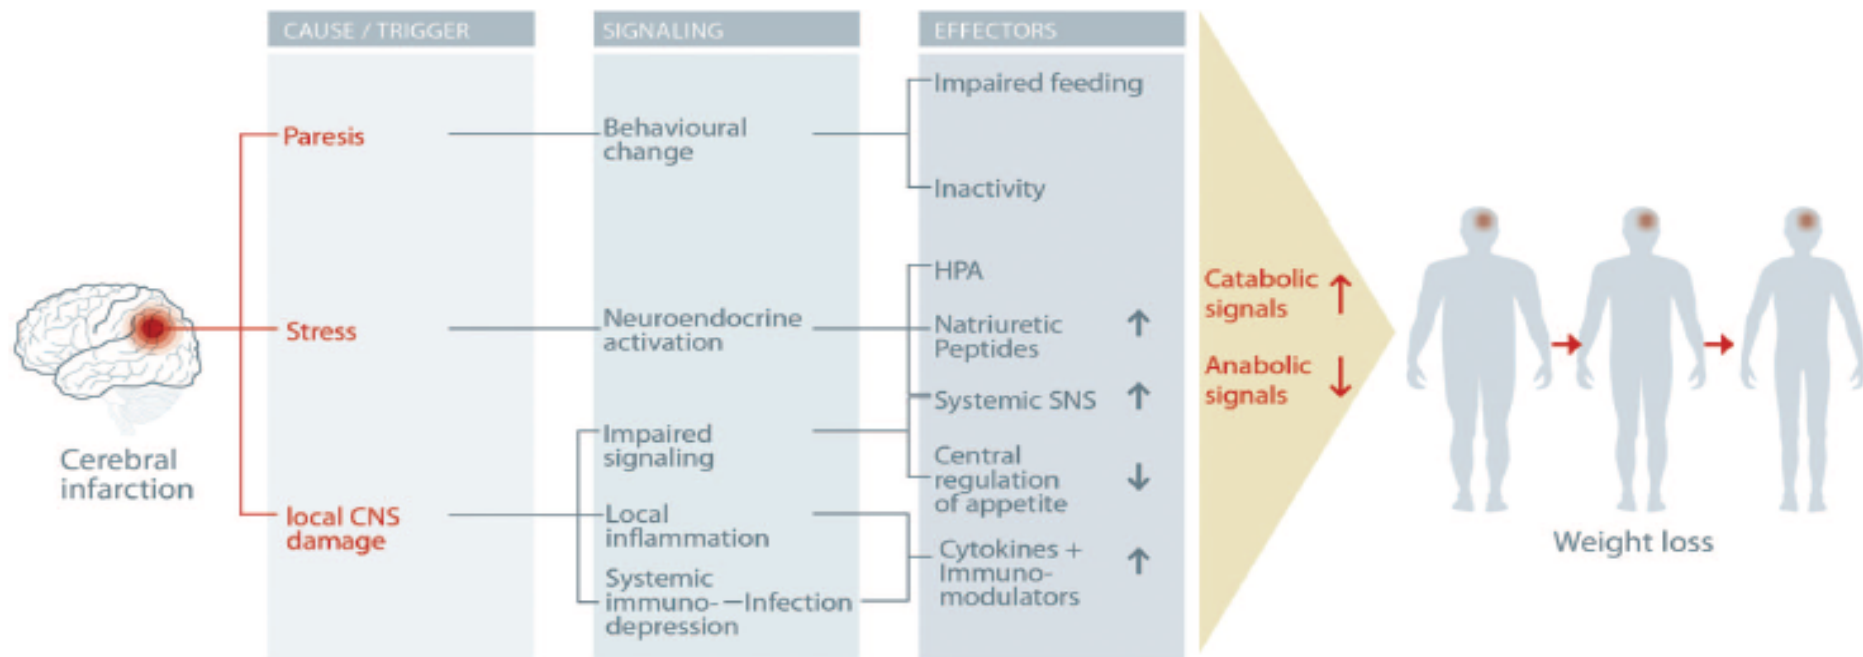 CAUSE / TRIGGER
SIGNALING
EFFECTORS
Paresis
Behavioural
change
Impaired feeding
Inactivity
Stress
Neuroendocrine
activation
HPA
Natriuretic
Peptides ↑
Systemic SNS ↑
Impaired
signaling
Central
regulation
of appetite ↓
local CNS
damage
Local
inflammation
Systemic
immuno-
depression
—Infection
Cytokines +
Immuno-
modulators ↑
Cerebral
infarction
Catabolic
signals ↑
Anabolic
signals ↓
Weight loss